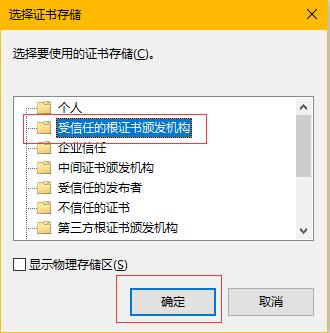 选择证书存储
选择要使用的证书存储(C)。
个人
受信任的根证书颁发机构
企业信任
中间证书颁发机构
受信任的发布者
不信任的证书
第三方根证书颁发机构
显示物理存储区(S)
确定
取消